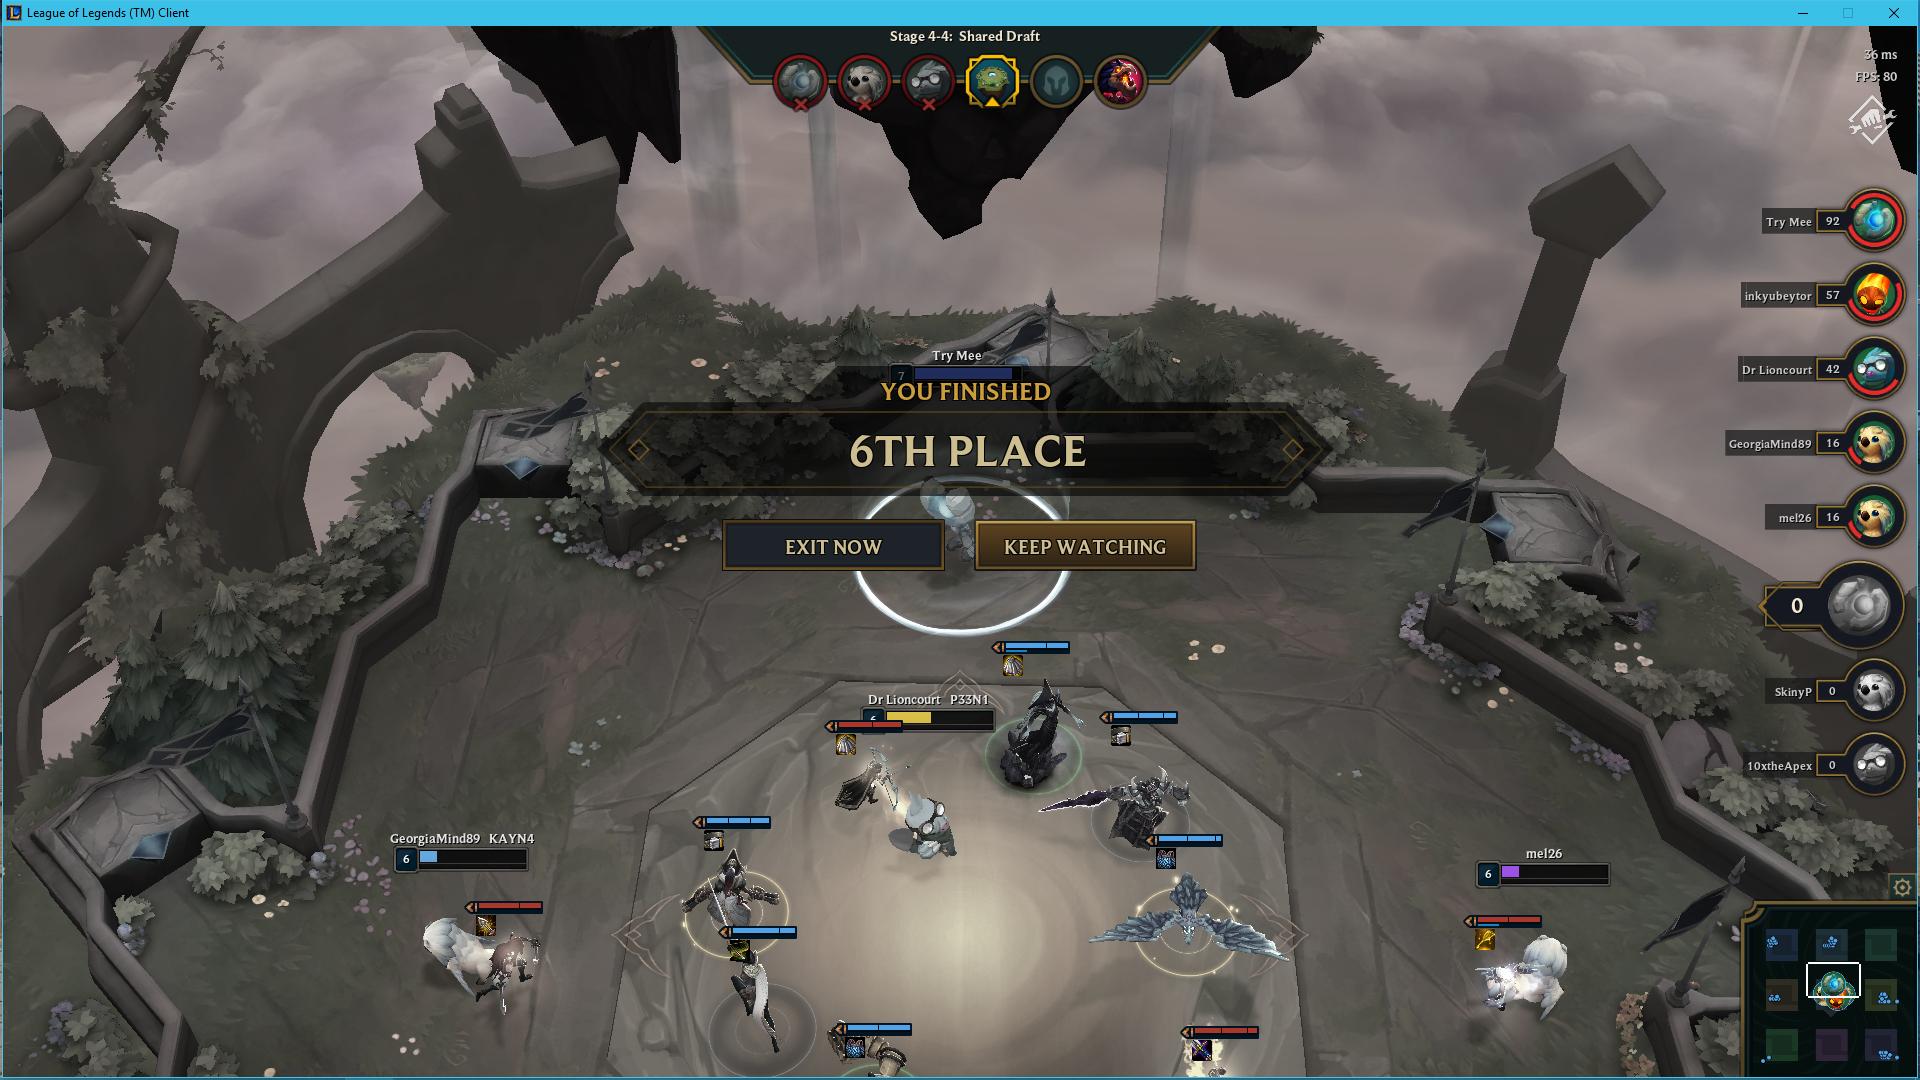 League of Legends (TM) Client
Stage 4-4: Shared Draft
36 ms
FPS: 80
Try Mee 92
inkyubeytor 57
Dr Lioncourt 42
GeorgiaMind89 16
mel26 16
0
SkinyP 0
10xtheApex 0
Try Mee
7
YOU FINISHED
6TH PLACE
EXIT NOW
KEEP WATCHING
Dr Lioncourt P33N1
6
GeorgiaMind89 KAYN4
6
mel26
6